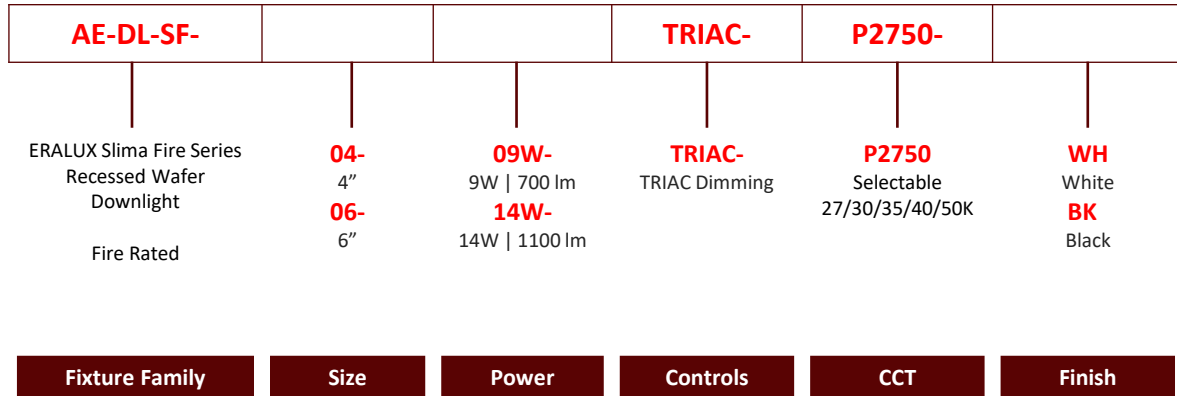 AE-DL-SF- TRIAC- P2750-
ERALUX Slima Fire Series
Recessed Wafer
Downlight
Fire Rated
04-
4”
06-
6”
09W-
9W | 700 lm
14W-
14W | 1100 lm
TRIAC-
TRIAC Dimming
P2750
Selectable
27/30/35/40/50K
WH
White
BK
Black
Fixture Family Size Power Controls CCT Finish